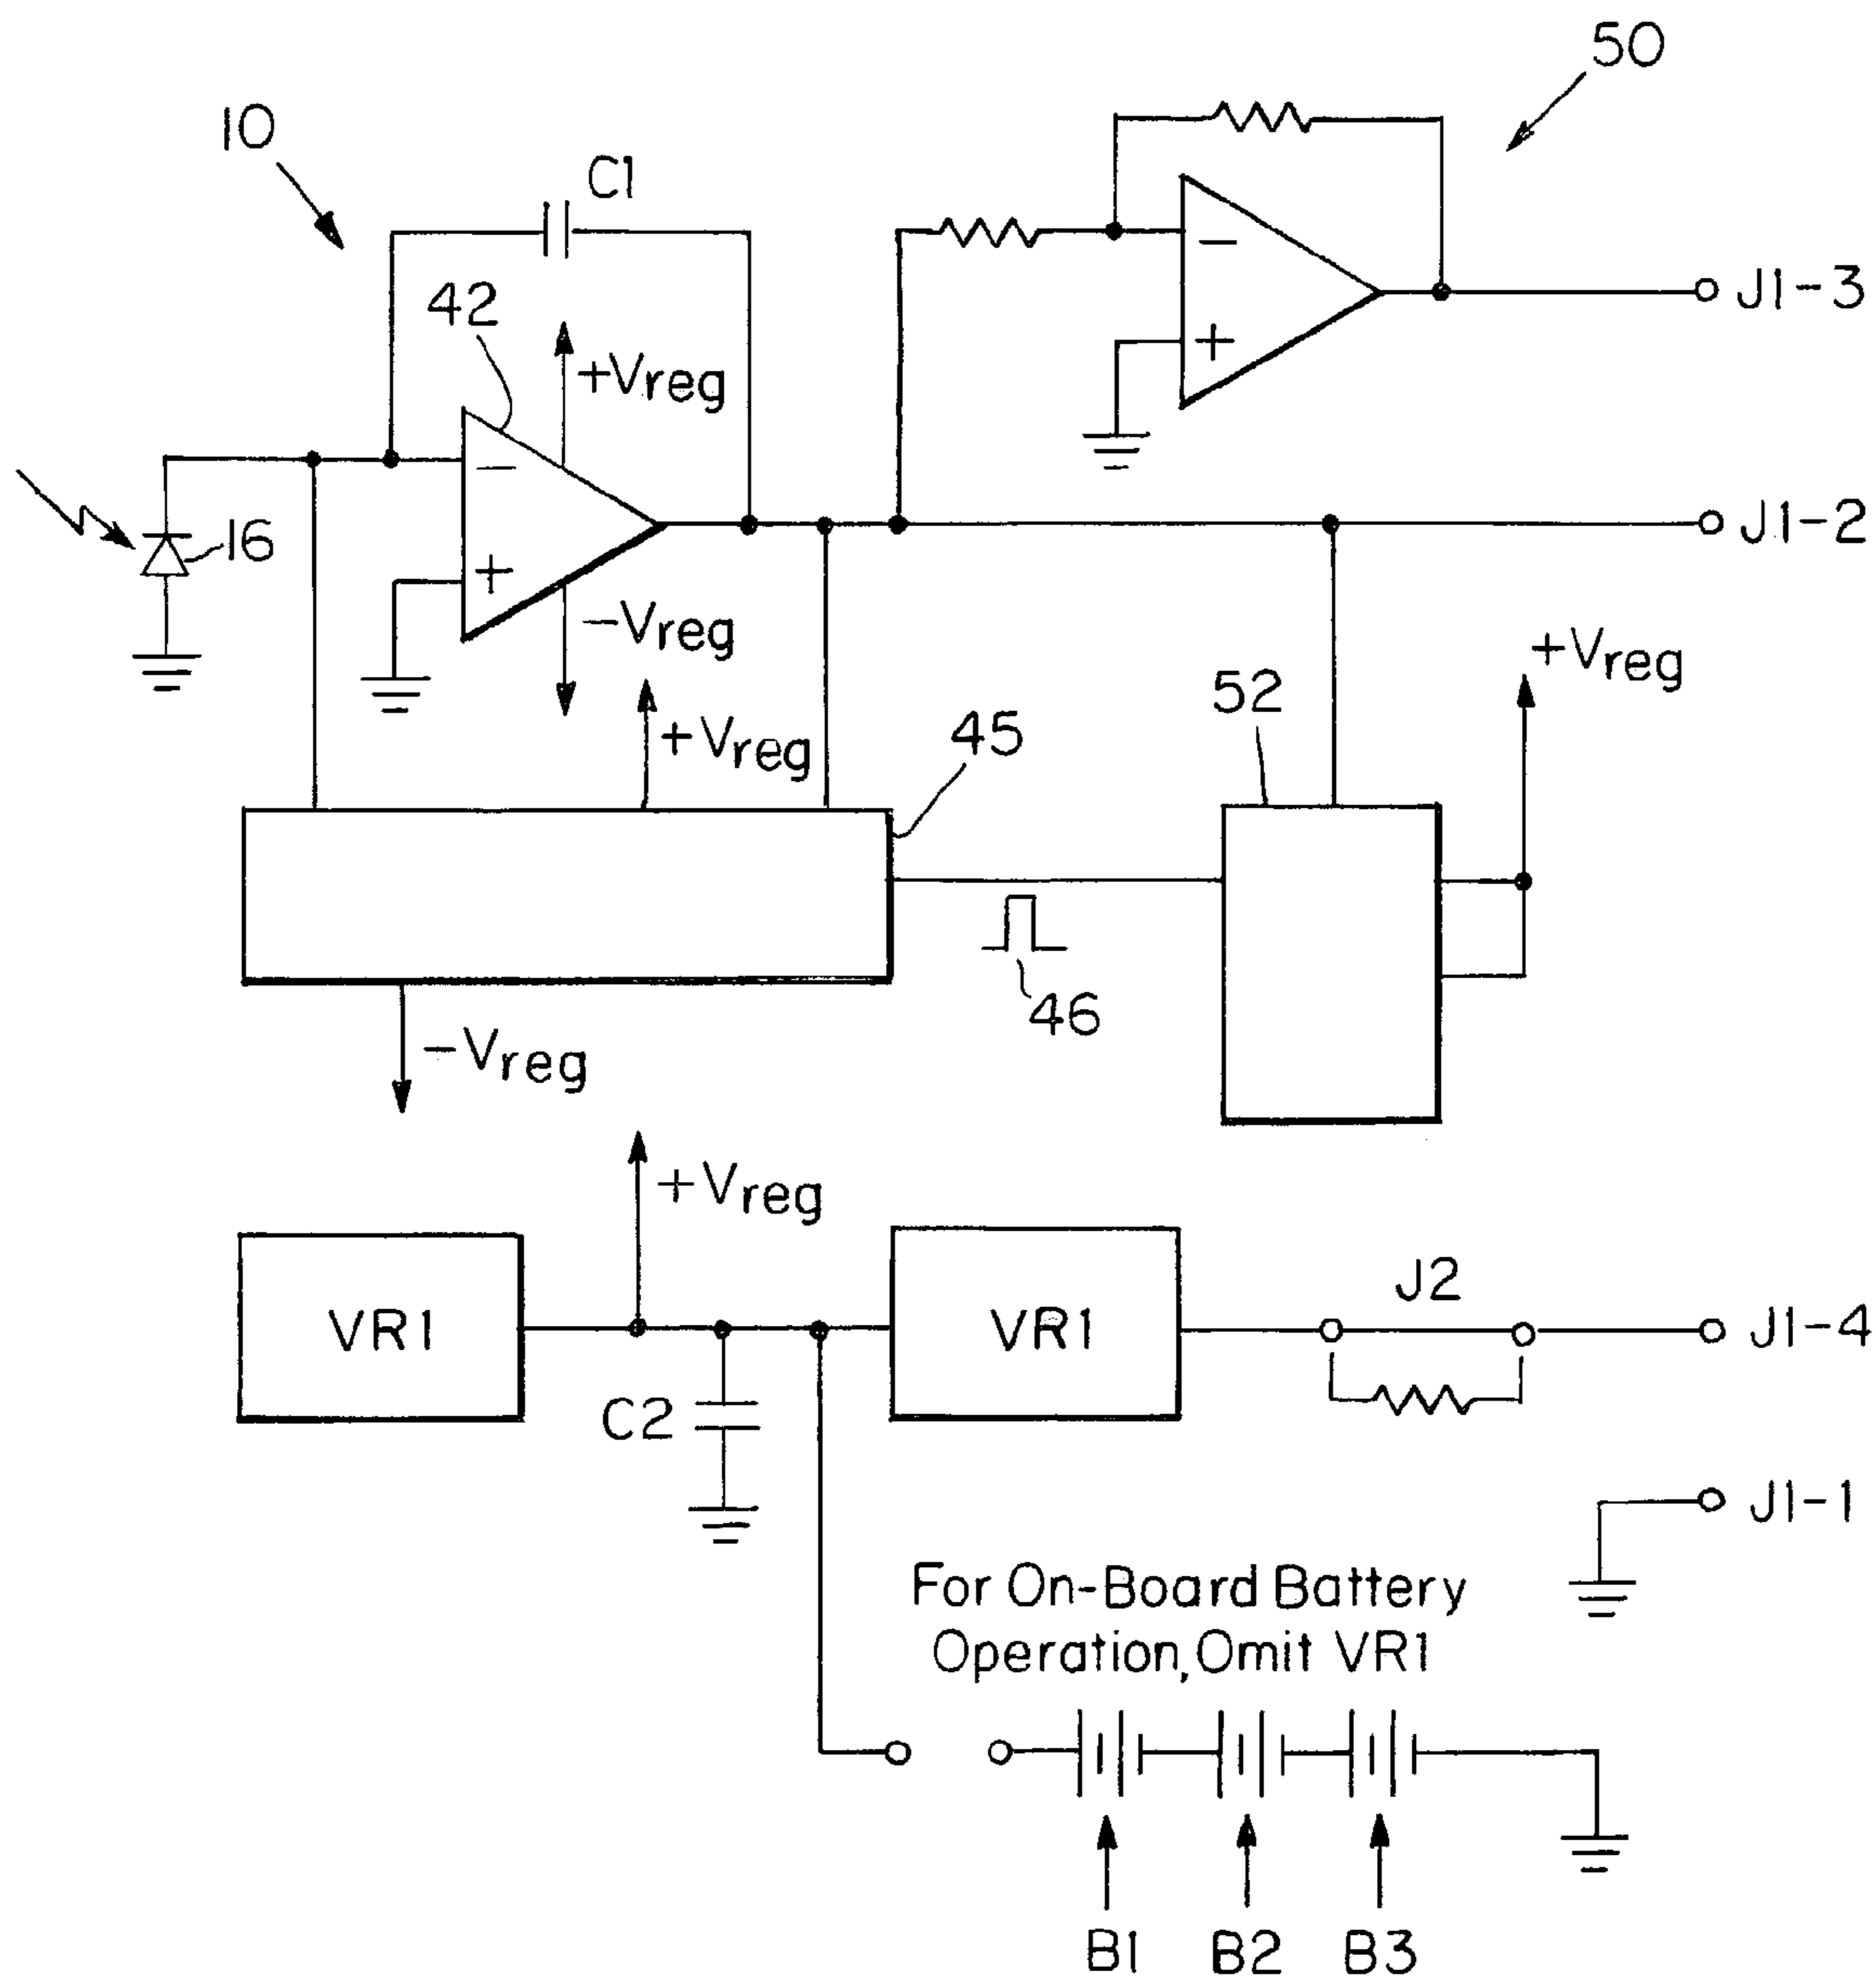 50
10
C1
42
+Vreg
−
+
J1-3
−
+
J1-2
16
−Vreg
+Vreg
52
+Vreg
45
46
−Vreg
+Vreg
VR1
VR1
J2
J1-4
C2
J1-1
For On-Board Battery
Operation, Omit VR1
B1
B2
B3